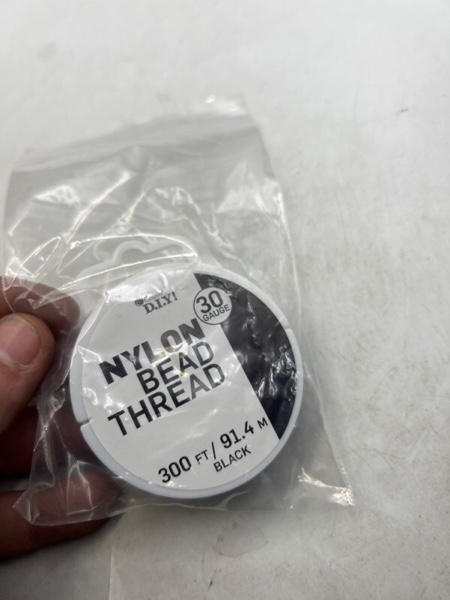 D.I.Y!
30
GAUGE
NYLON
BEAD
THREAD
300 FT / 91.4 M
BLACK